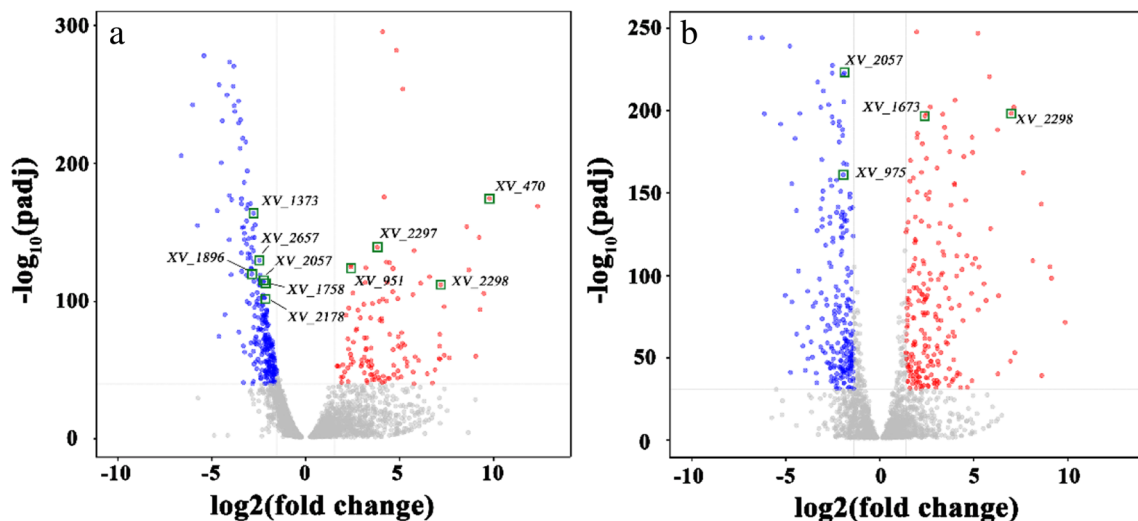 a
300
200
100
0
-log10(padj)
XV_470
XV_1373
XV_2297
XV_2657
XV_1896
XV_2057
XV_951
XV_2298
XV_1758
XV_2178
-10 -5 0 5 10
log2(fold change)
b
250
200
150
100
50
0
-log10(padj)
XV_2057
XV_1673
XV_2298
XV_975
-10 -5 0 5 10
log2(fold change)